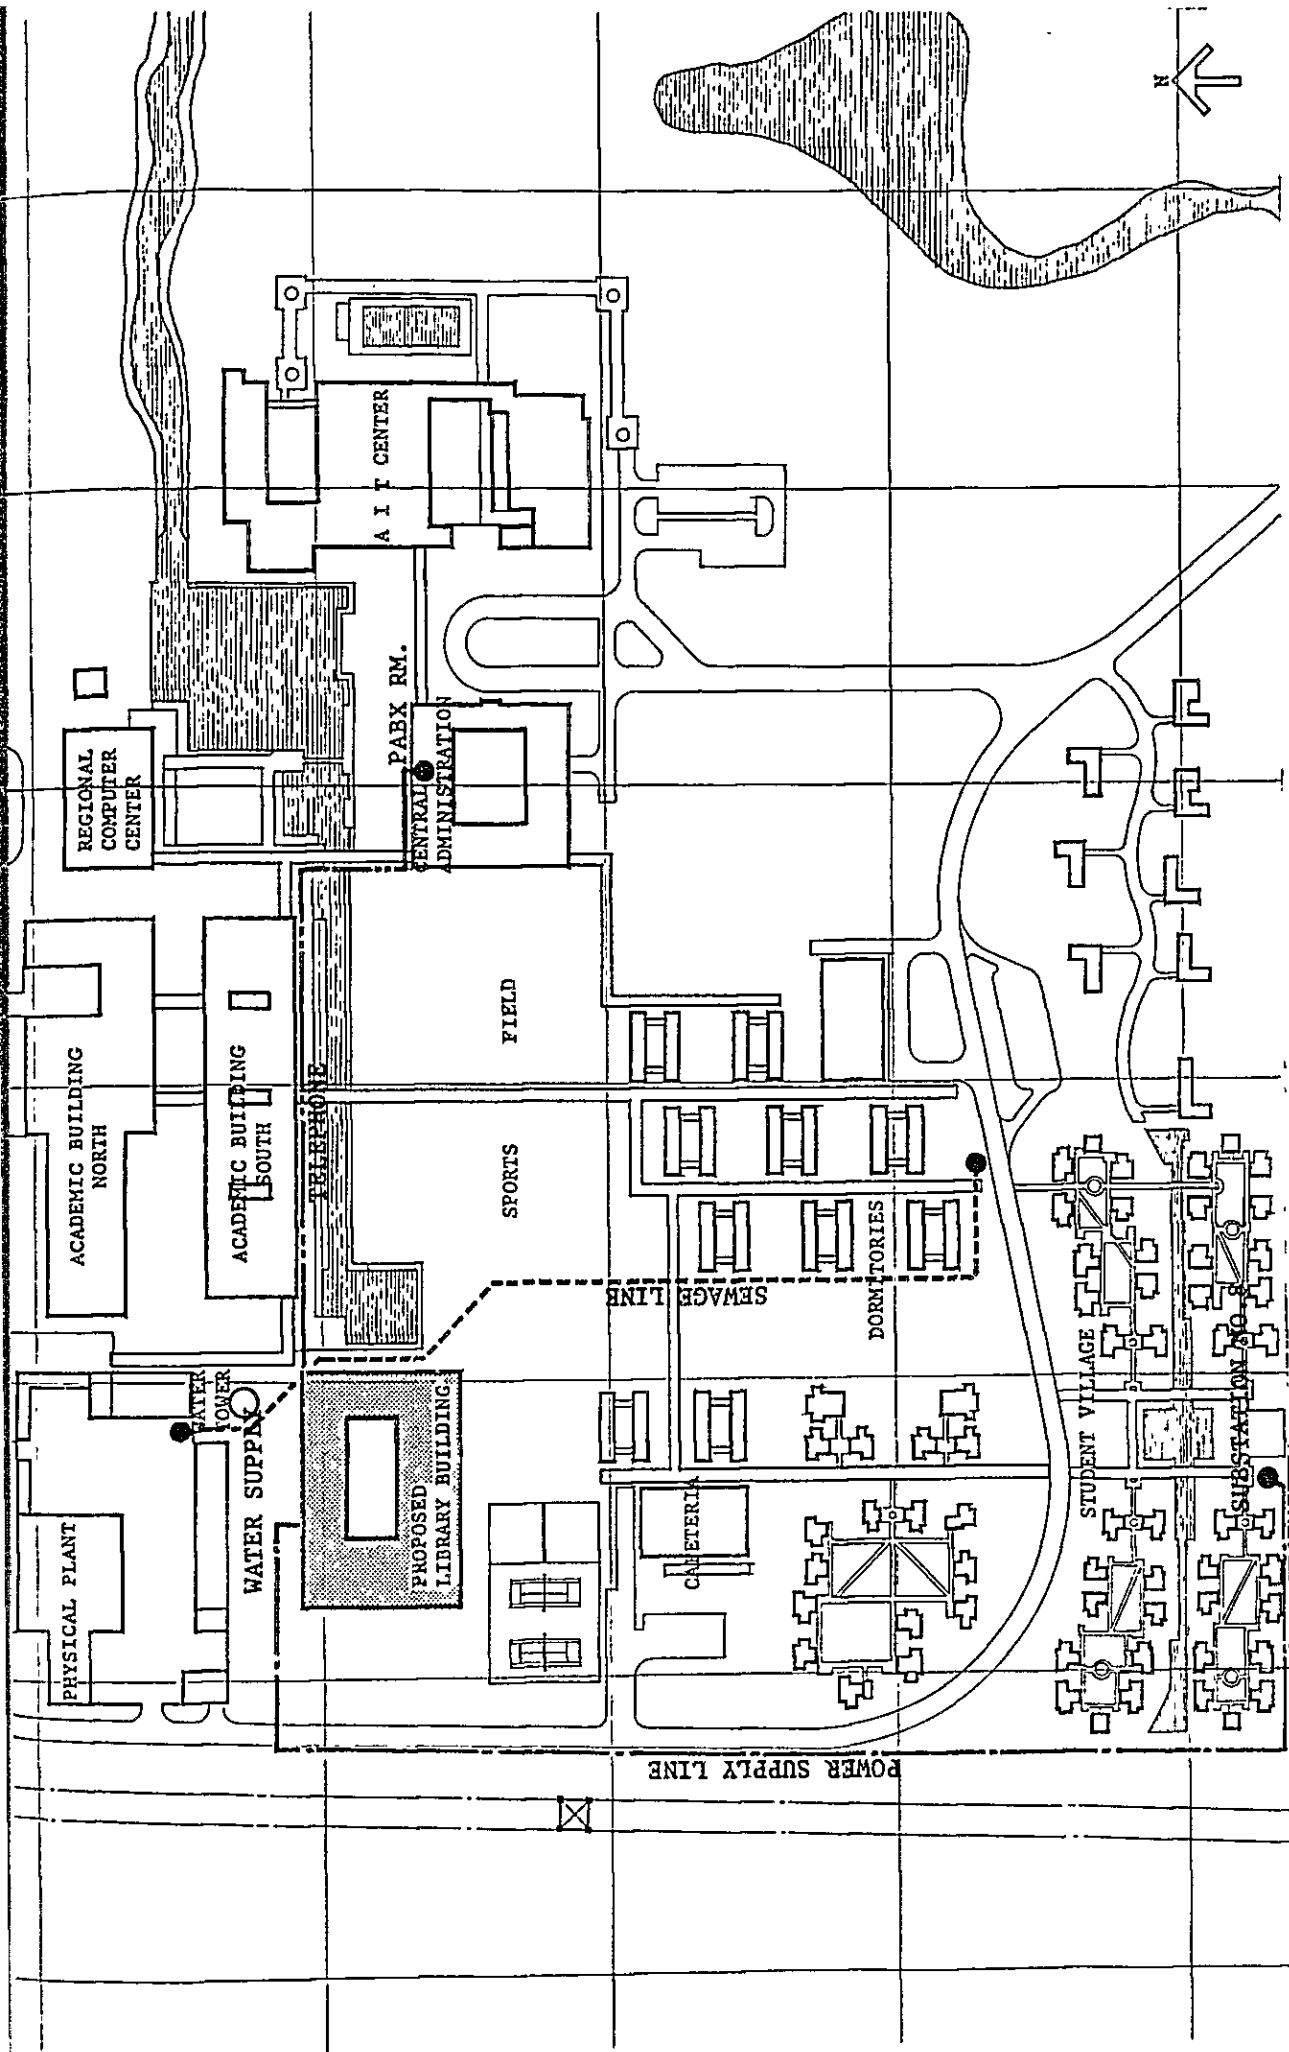 N
A I T CENTER
PABX RM.
REGIONAL
COMPUTER
CENTER
CENTRAL
ADMINISTRATION
ACADEMIC BUILDING
NORTH
ACADEMIC BUILDING
SOUTH
TELEPHONE
SPORTS FIELD
DORMITORIES
SEWAGE LINE
WATER
TOWER
WATER SUPPLY
PHYSICAL PLANT
PROPOSED
LIBRARY BUILDING
CAFETERIA
STUDENT VILLAGE
SUBSTATION NO.8
POWER SUPPLY LINE